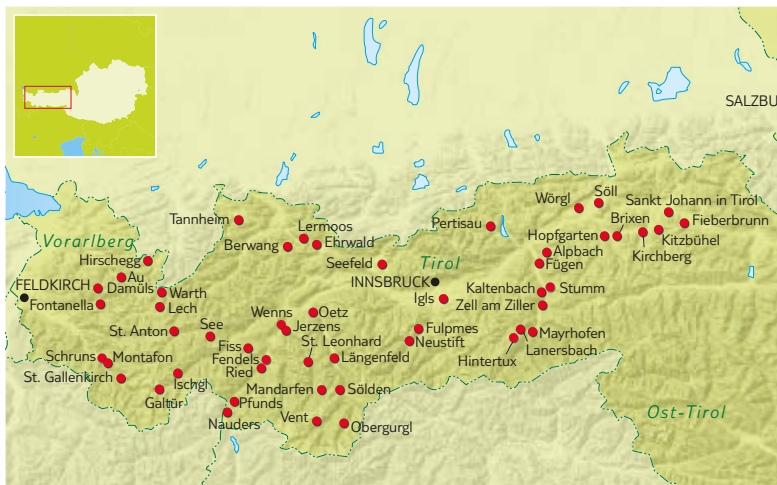 SALZBU
Söll
Wörgl
Sankt Johann in Tirol
Tannheim
Lermoos
Pertisau
Brixen
Fieberbrunn
Berwang
Ehrwald
Hopfgarten
Kitzbühel
Vorarlberg
Alpbach
Kirchberg
Hirschegg
Seefeld
Tirol
Fügen
Au
FELDKIRCH
Damüls
INNSBRUCK
Kaltenbach
Stumm
Warth
Igls
Fontanella
Lech
Zell am Ziller
Wenns
Oetz
St. Anton
See
Jerzens
Fulpmes
Mayrhofen
St. Leonhard
Neustift
Lanersbach
Fiss
Hintertux
Schruns
Montafon
Fendels
Längenfeld
Ried
St. Gallenkirch
Ischgl
Mandarfen
Sölden
Galtür
Pfunds
Ost-Tirol
Nauders
Vent
Obergurgl